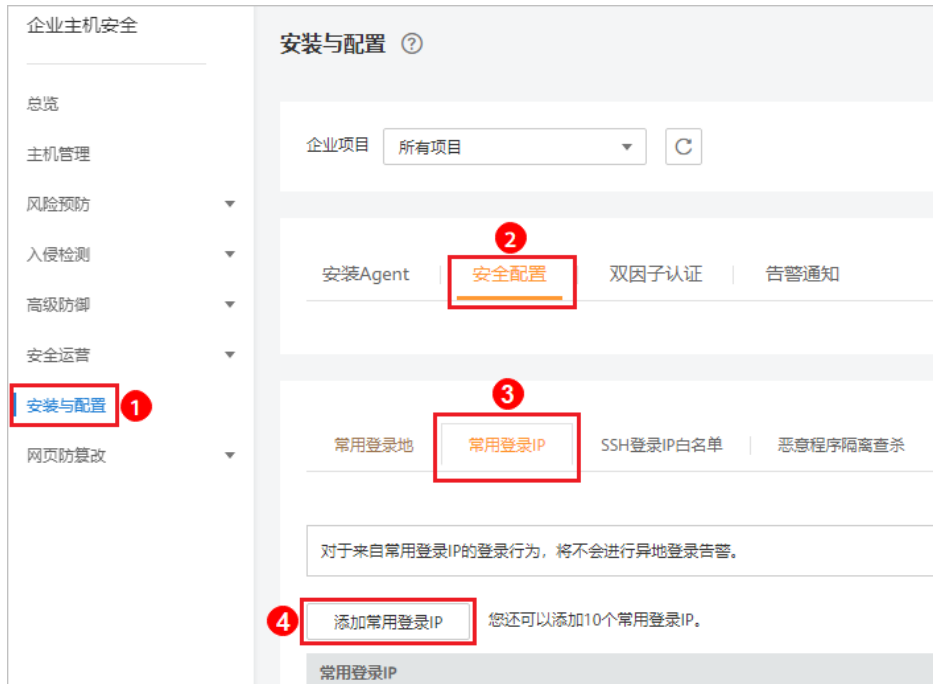 企业主机安全
总览
主机管理
风险预防
入侵检测
高级防御
安全运营
安装与配置 1
网页防篡改
安装与配置 ?
企业项目 所有项目
2
安装Agent 安全配置 双因子认证 告警通知
3
常用登录地 常用登录IP SSH登录IP白名单 恶意程序隔离查杀
对于来自常用登录IP的登录行为，将不会进行异地登录告警。
4 添加常用登录IP 您还可以添加10个常用登录IP。
常用登录IP